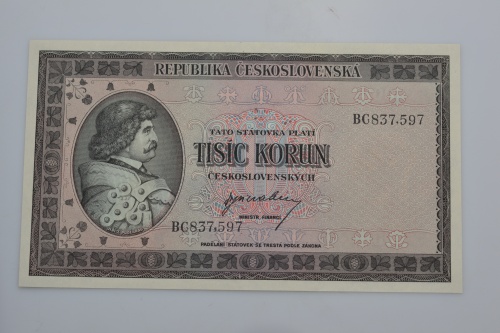 REPUBLIKA ČESKOSLOVENSKÁ
BC837.597
TATO STÁTOVKA PLATÍ
TISÍC KORUN
ČESKOSLOVENSKÝCH
MINISTR FINANCÍ
BC837.597
PADĚLÁNÍ STÁTOVEK SE TRESTÁ PODLE ZÁKONA